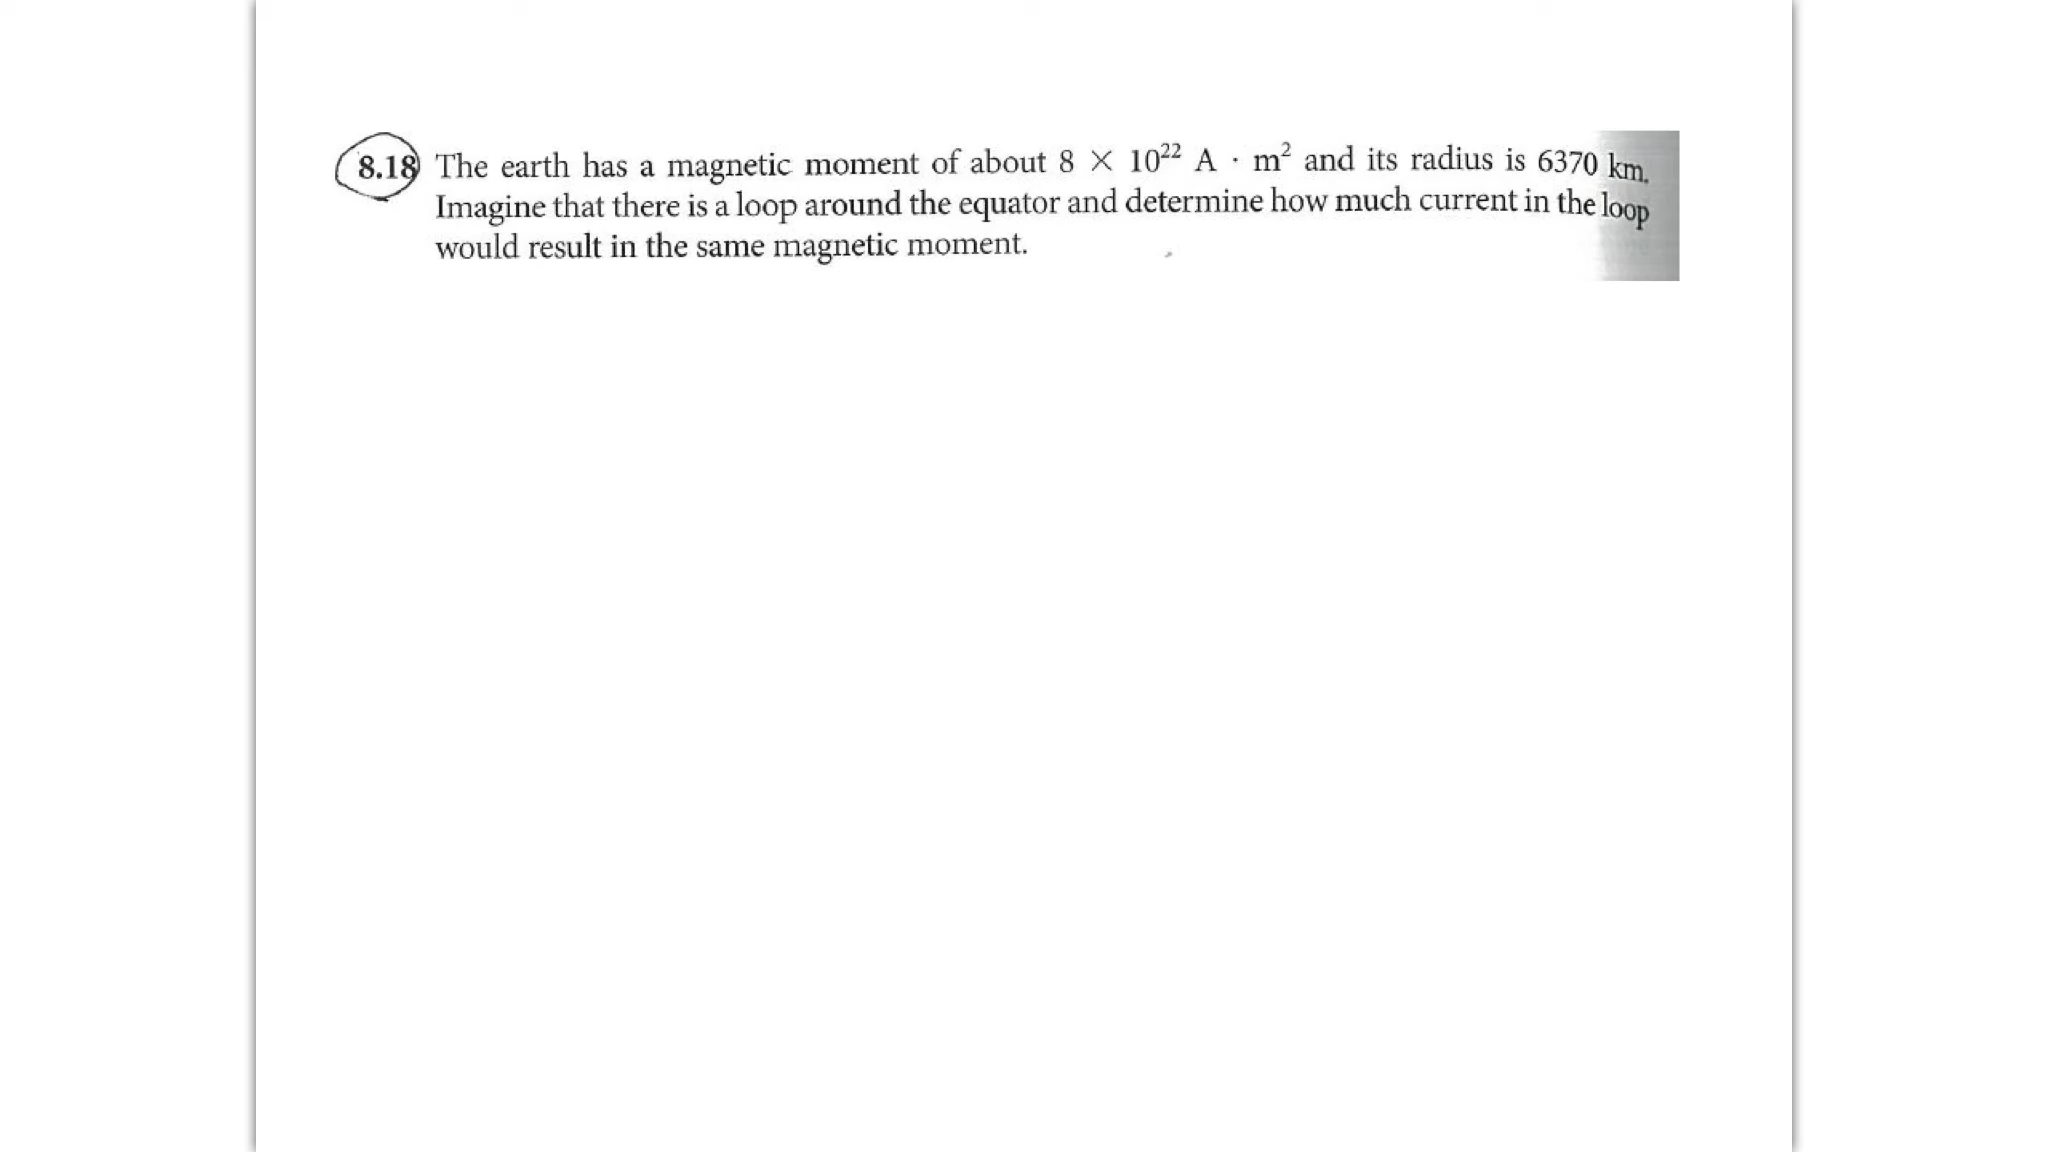 8.18 The earth has a magnetic moment of about 8 × 10²² A · m² and its radius is 6370 km.
Imagine that there is a loop around the equator and determine how much current in the loop
would result in the same magnetic moment.